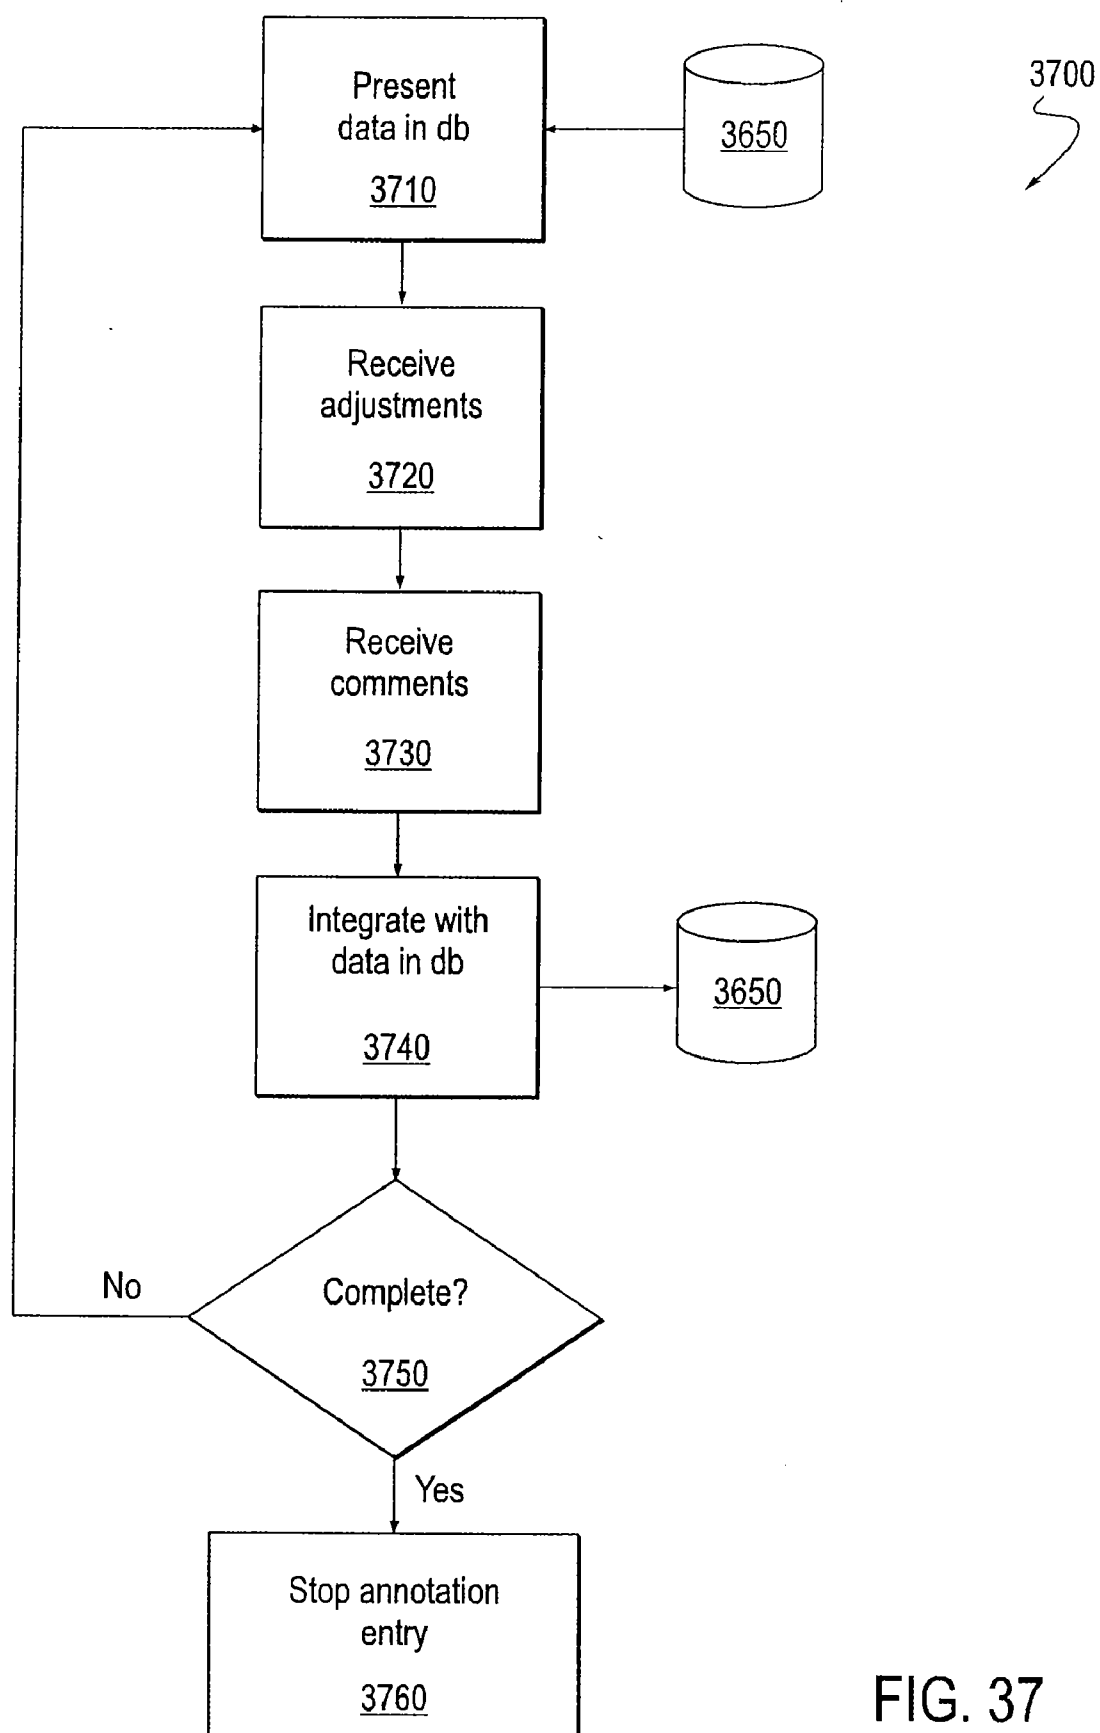 Present
data in db
3710
3650
3700
Receive
adjustments
3720
Receive
comments
3730
Integrate with
data in db
3740
3650
No
Complete?
3750
Yes
Stop annotation
entry
3760
FIG. 37